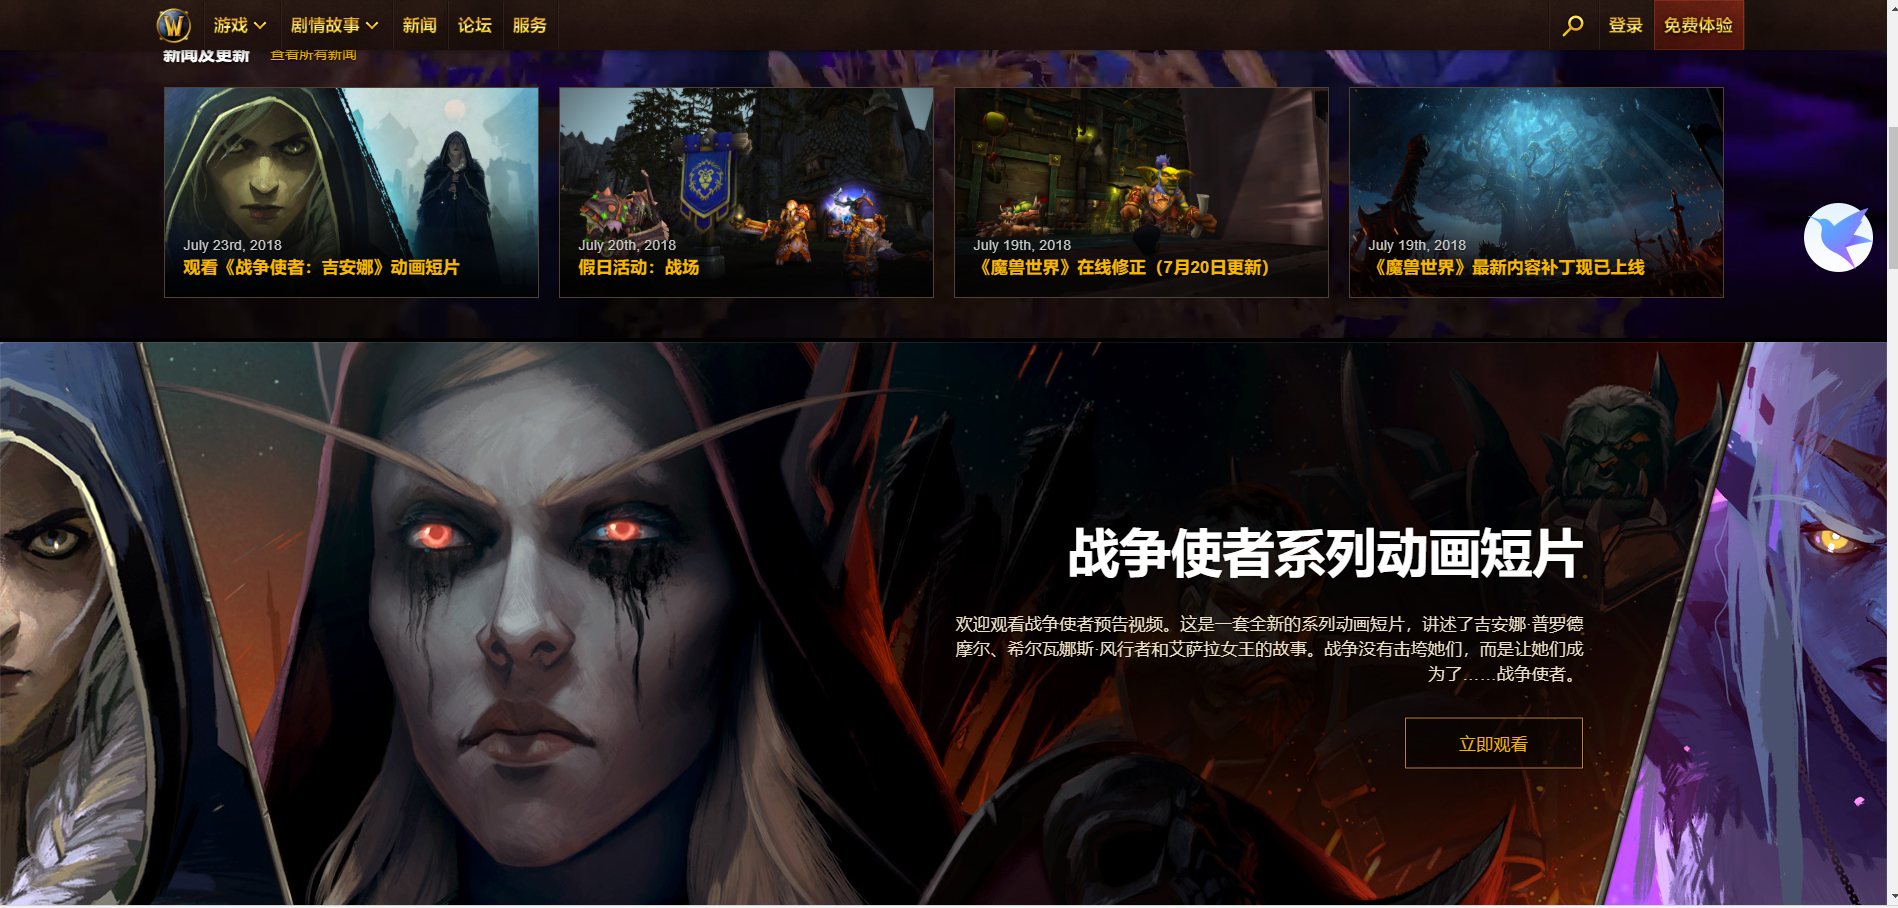 游戏
剧情故事
新闻
论坛
服务
登录
免费体验
新闻及更新
查看所有新闻
July 23rd, 2018
观看《战争使者：吉安娜》动画短片
July 20th, 2018
假日活动：战场
July 19th, 2018
《魔兽世界》在线修正（7月20日更新）
July 19th, 2018
《魔兽世界》最新内容补丁现已上线
战争使者系列动画短片
欢迎观看战争使者预告视频。这是一套全新的系列动画短片，讲述了吉安娜·普罗德
摩尔、希尔瓦娜斯·风行者和艾萨拉女王的故事。战争没有击垮她们，而是让她们成
为了……战争使者。
立即观看